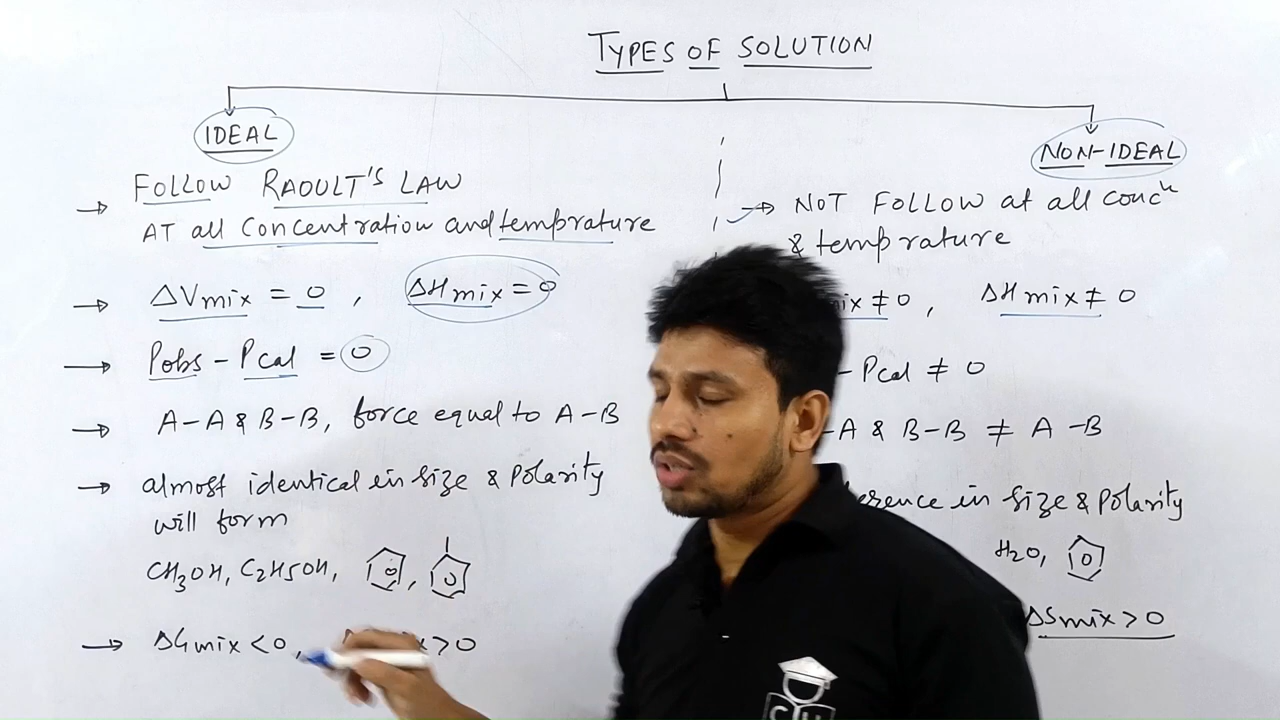 TYPES OF SOLUTION
IDEAL
→ FOLLOW RAOULT'S LAW
AT all concentration and temprature
→ ΔVmix = 0, ΔHmix = 0
→ Pobs - Pcal = 0
→ A-A & B-B, force equal to A-B
→ almost identical in size & Polarity
will form
CH3OH, C2H5OH,
→ ΔGmix < 0, > 0
NON-IDEAL
→ NOT FOLLOW at all concn
& temprature
mix ≠ 0, ΔHmix ≠ 0
- Pcal ≠ 0
-A & B-B ≠ A-B
erence in size & Polarity
H2O,
ΔSmix > 0